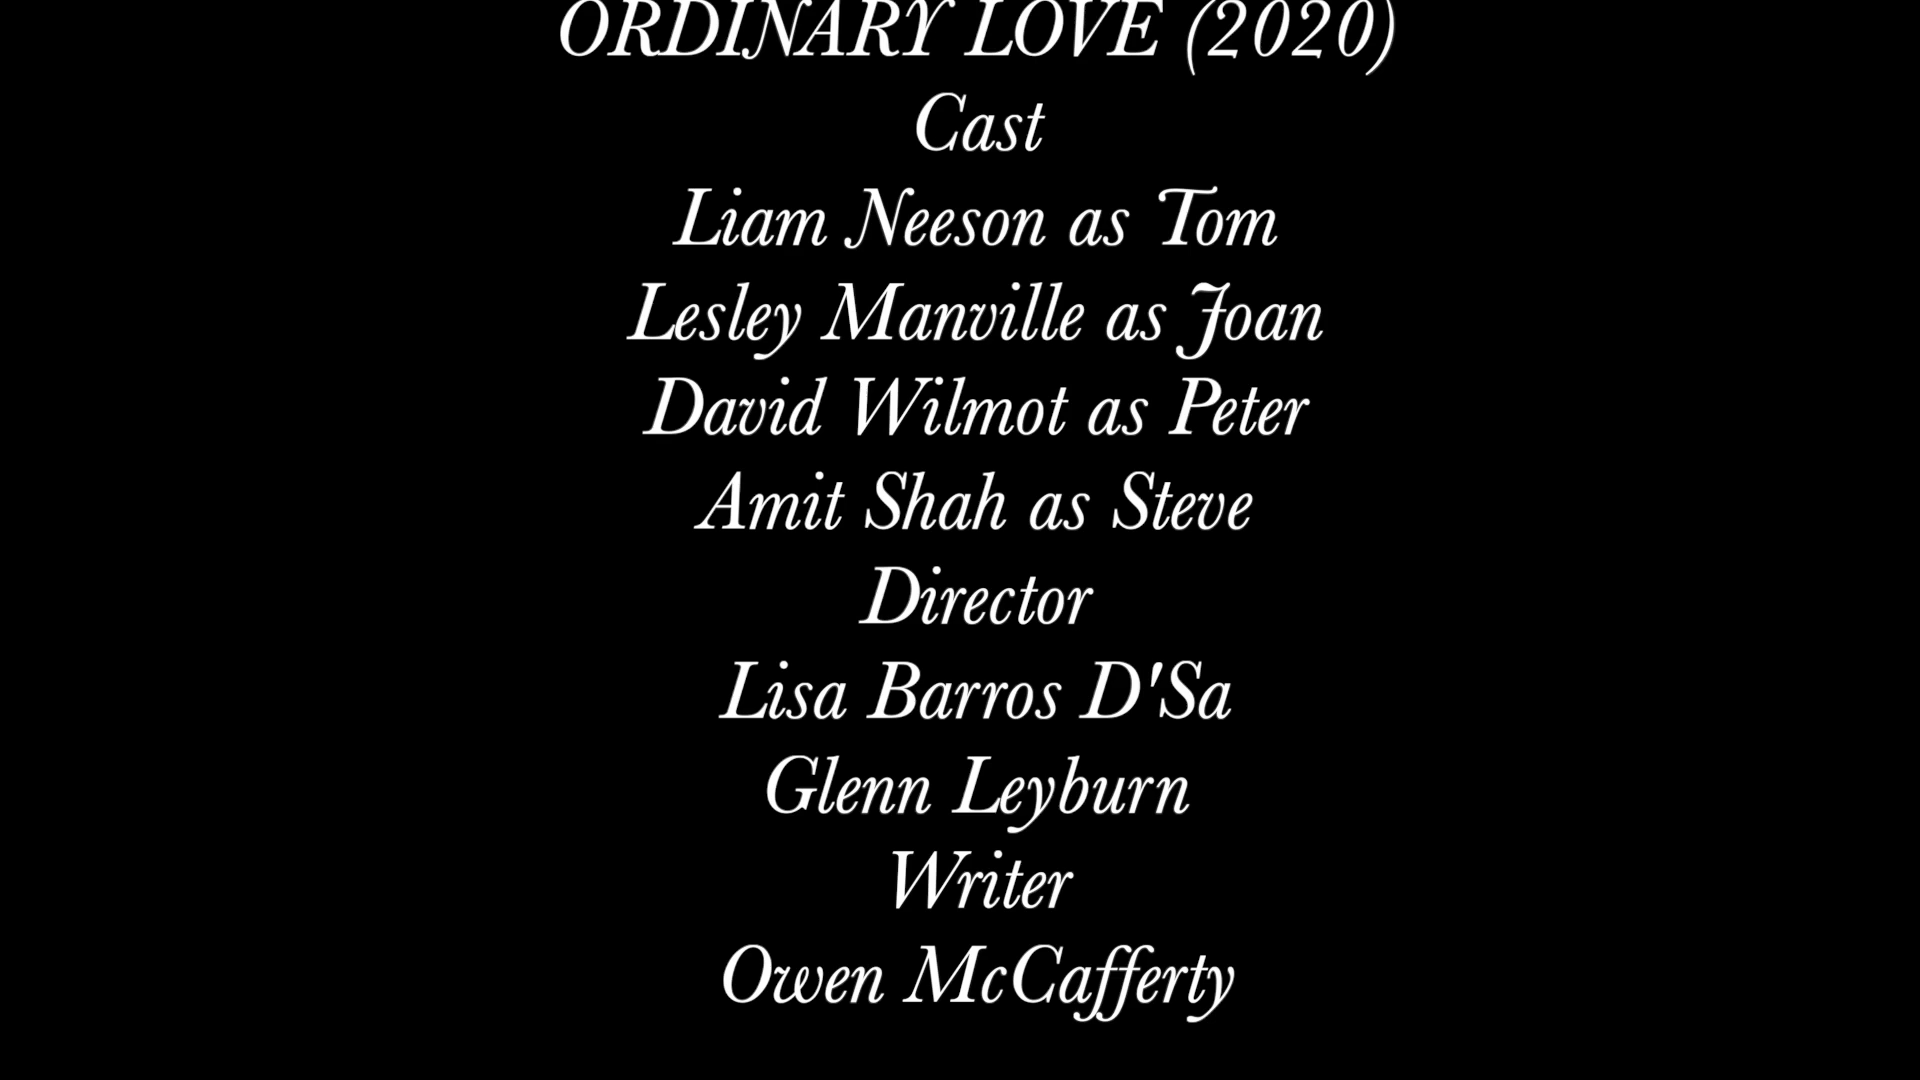 ORDINARY LOVE (2020)
Cast
Liam Neeson as Tom
Lesley Manville as Joan
David Wilmot as Peter
Amit Shah as Steve
Director
Lisa Barros D'Sa
Glenn Leyburn
Writer
Owen McCafferty